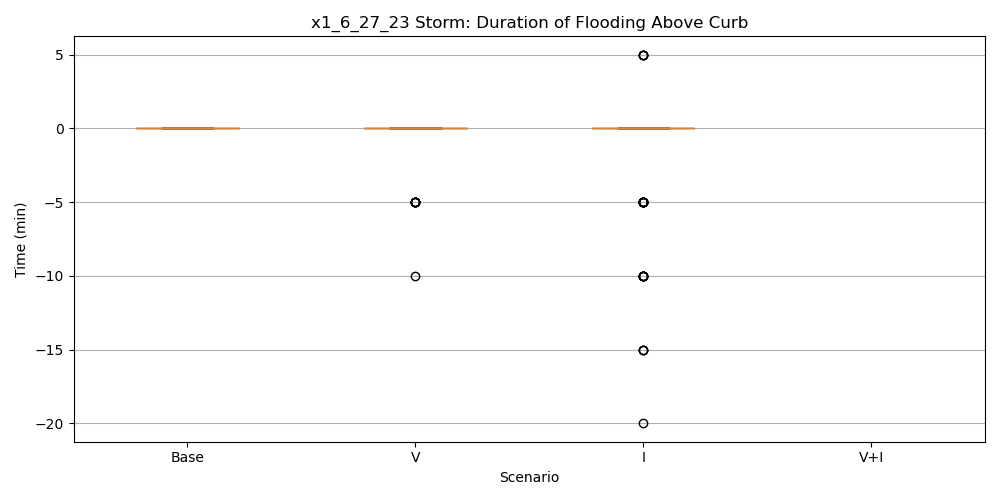 x1_6_27_23 Storm: Duration of Flooding Above Curb
Time (min)
5
0
−5
−10
−15
−20
Base
V
I
V+I
Scenario